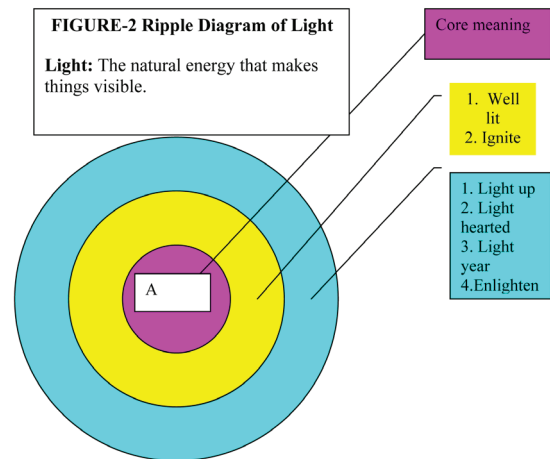 FIGURE-2 Ripple Diagram of Light
Light: The natural energy that makes
things visible.
Core meaning
1. Well
lit
2. Ignite
1. Light up
2. Light
hearted
3. Light
year
4.Enlighten
A